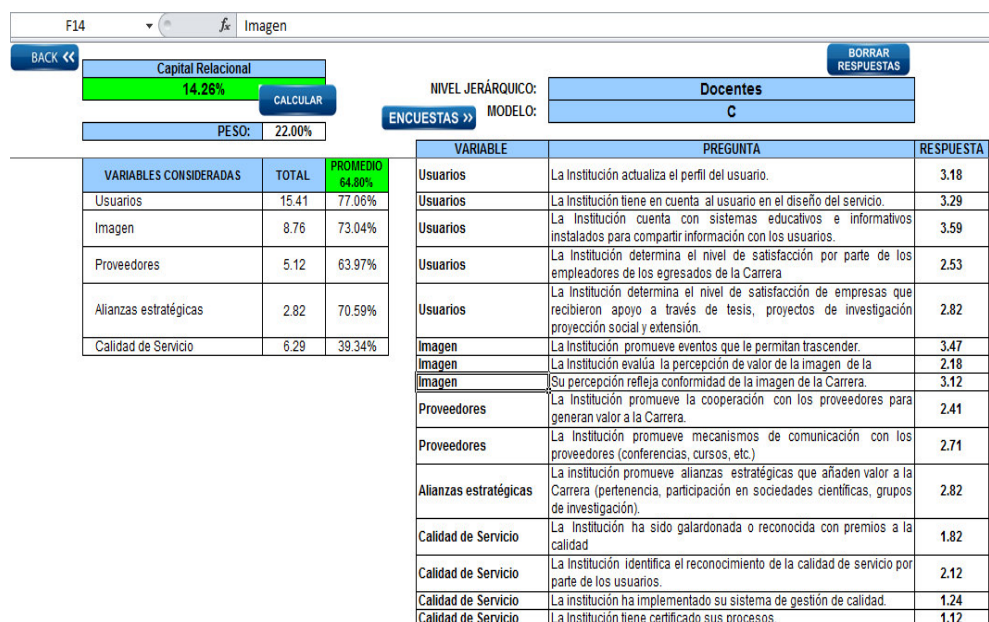 F14 fx Imagen
BACK <<
BORRAR
RESPUESTAS
Capital Relacional
14.26%
CALCULAR
PESO: 22.00%
NIVEL JERÁRQUICO: Docentes
ENCUESTAS >> MODELO: C
VARIABLES CONSIDERADAS TOTAL PROMEDIO
64.80%
Usuarios 15.41 77.06%
Imagen 8.76 73.04%
Proveedores 5.12 63.97%
Alianzas estratégicas 2.82 70.59%
Calidad de Servicio 6.29 39.34%
VARIABLE PREGUNTA RESPUESTA
Usuarios La Institución actualiza el perfil del usuario. 3.18
Usuarios La Institución tiene en cuenta al usuario en el diseño del servicio. 3.29
Usuarios La Institución cuenta con sistemas educativos e informativos
instalados para compartir información con los usuarios. 3.59
Usuarios La Institución determina el nivel de satisfacción por parte de los
empleadores de los egresados de la Carrera 2.53
Usuarios La Institución determina el nivel de satisfacción de empresas que
recibieron apoyo a través de tesis, proyectos de investigación
proyección social y extensión. 2.82
Imagen La Institución promueve eventos que le permitan trascender. 3.47
Imagen La Institución evalúa la percepción de valor de la imagen de la 2.18
Imagen Su percepción refleja conformidad de la imagen de la Carrera. 3.12
Proveedores La Institución promueve la cooperación con los proveedores para
generan valor a la Carrera. 2.41
Proveedores La Institución promueve mecanismos de comunicación con los
proveedores (conferencias, cursos, etc.) 2.71
Alianzas estratégicas La institución promueve alianzas estratégicas que añaden valor a la
Carrera (pertenencia, participación en sociedades científicas, grupos
de investigación). 2.82
Calidad de Servicio La Institución ha sido galardonada o reconocida con premios a la
calidad 1.82
Calidad de Servicio La Institución identifica el reconocimiento de la calidad de servicio por
parte de los usuarios. 2.12
Calidad de Servicio La institución ha implementado su sistema de gestión de calidad. 1.24
Calidad de Servicio La Institución tiene certificado sus procesos. 1.12